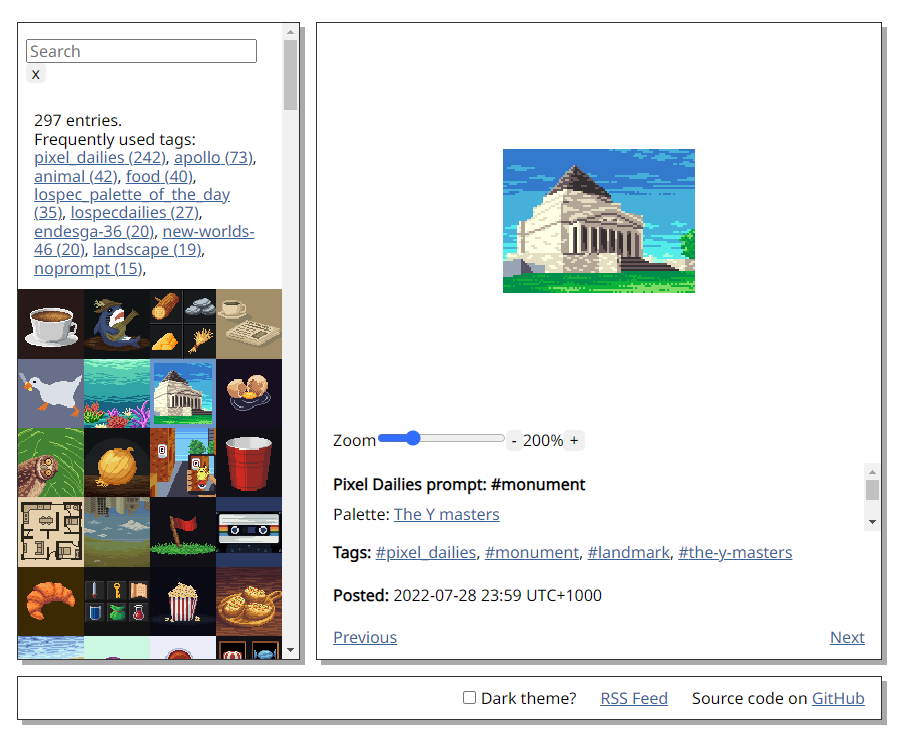 Search
x
297 entries.
Frequently used tags:
pixel_dailies (242), apollo (73),
animal (42), food (40),
lospec_palette_of_the_day
(35), lospecdailies (27),
endesga-36 (20), new-worlds-
46 (20), landscape (19),
noprompt (15),
Zoom - 200% +
Pixel Dailies prompt: #monument
Palette: The Y masters
Tags: #pixel_dailies, #monument, #landmark, #the-y-masters
Posted: 2022-07-28 23:59 UTC+1000
Previous Next
Dark theme? RSS Feed Source code on GitHub